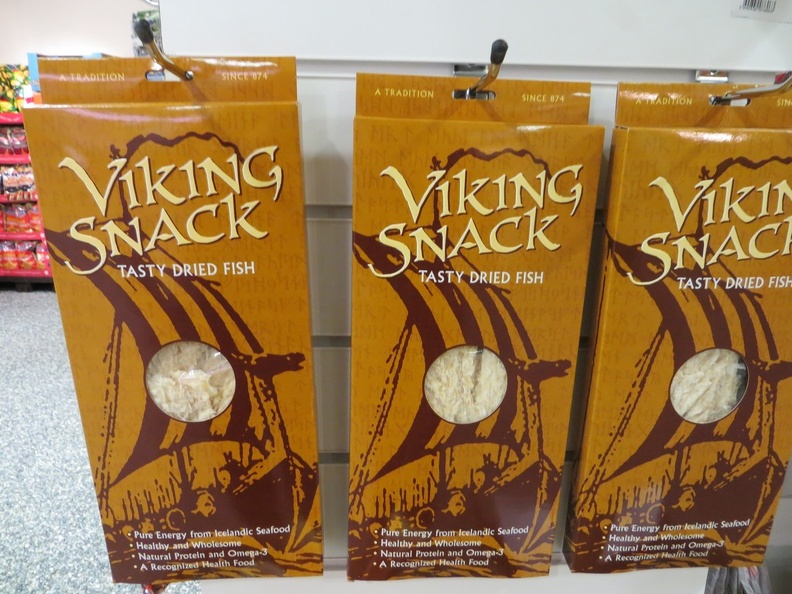 A TRADITION SINCE 874
VIKING
SNACK
TASTY DRIED FISH
• Pure Energy from Icelandic Seafood
• Healthy and Wholesome
• Natural Protein and Omega-3
• A Recognized Health Food
A TRADITION SINCE 874
VIKING
SNACK
TASTY DRIED FISH
• Pure Energy from Icelandic Seafood
• Healthy and Wholesome
• Natural Protein and Omega-3
• A Recognized Health Food
A TRADITION
VIKING
SNACK
TASTY DRIED FISH
• Pure Energy from Icelandic Seafood
• Healthy and Wholesome
• Natural Protein and Omega-3
• A Recognized Health Food